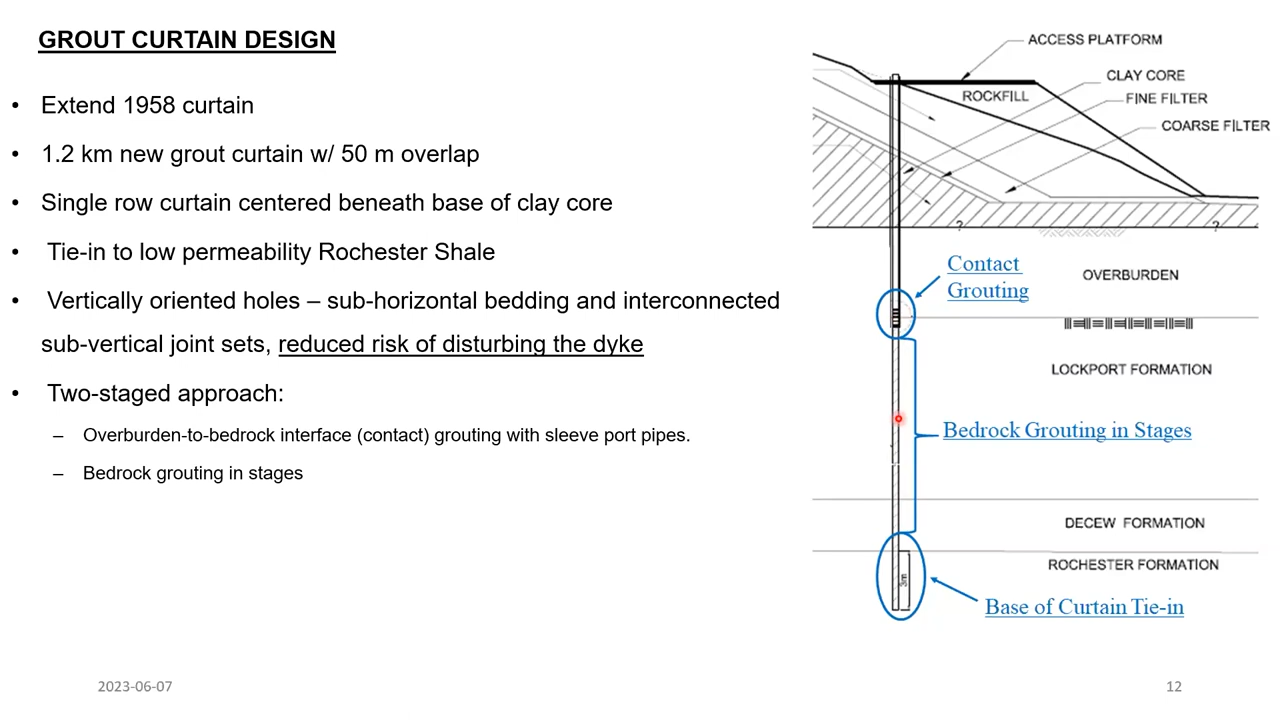 GROUT CURTAIN DESIGN
• Extend 1958 curtain
• 1.2 km new grout curtain w/ 50 m overlap
• Single row curtain centered beneath base of clay core
• Tie-in to low permeability Rochester Shale
• Vertically oriented holes – sub-horizontal bedding and interconnected
sub-vertical joint sets, reduced risk of disturbing the dyke
• Two-staged approach:
– Overburden-to-bedrock interface (contact) grouting with sleeve port pipes.
– Bedrock grouting in stages
ACCESS PLATFORM
CLAY CORE
ROCKFILL
FINE FILTER
COARSE FILTER
?
?
Contact
Grouting
OVERBURDEN
LOCKPORT FORMATION
Bedrock Grouting in Stages
DECEW FORMATION
ROCHESTER FORMATION
3m
Base of Curtain Tie-in
2023-06-07
12